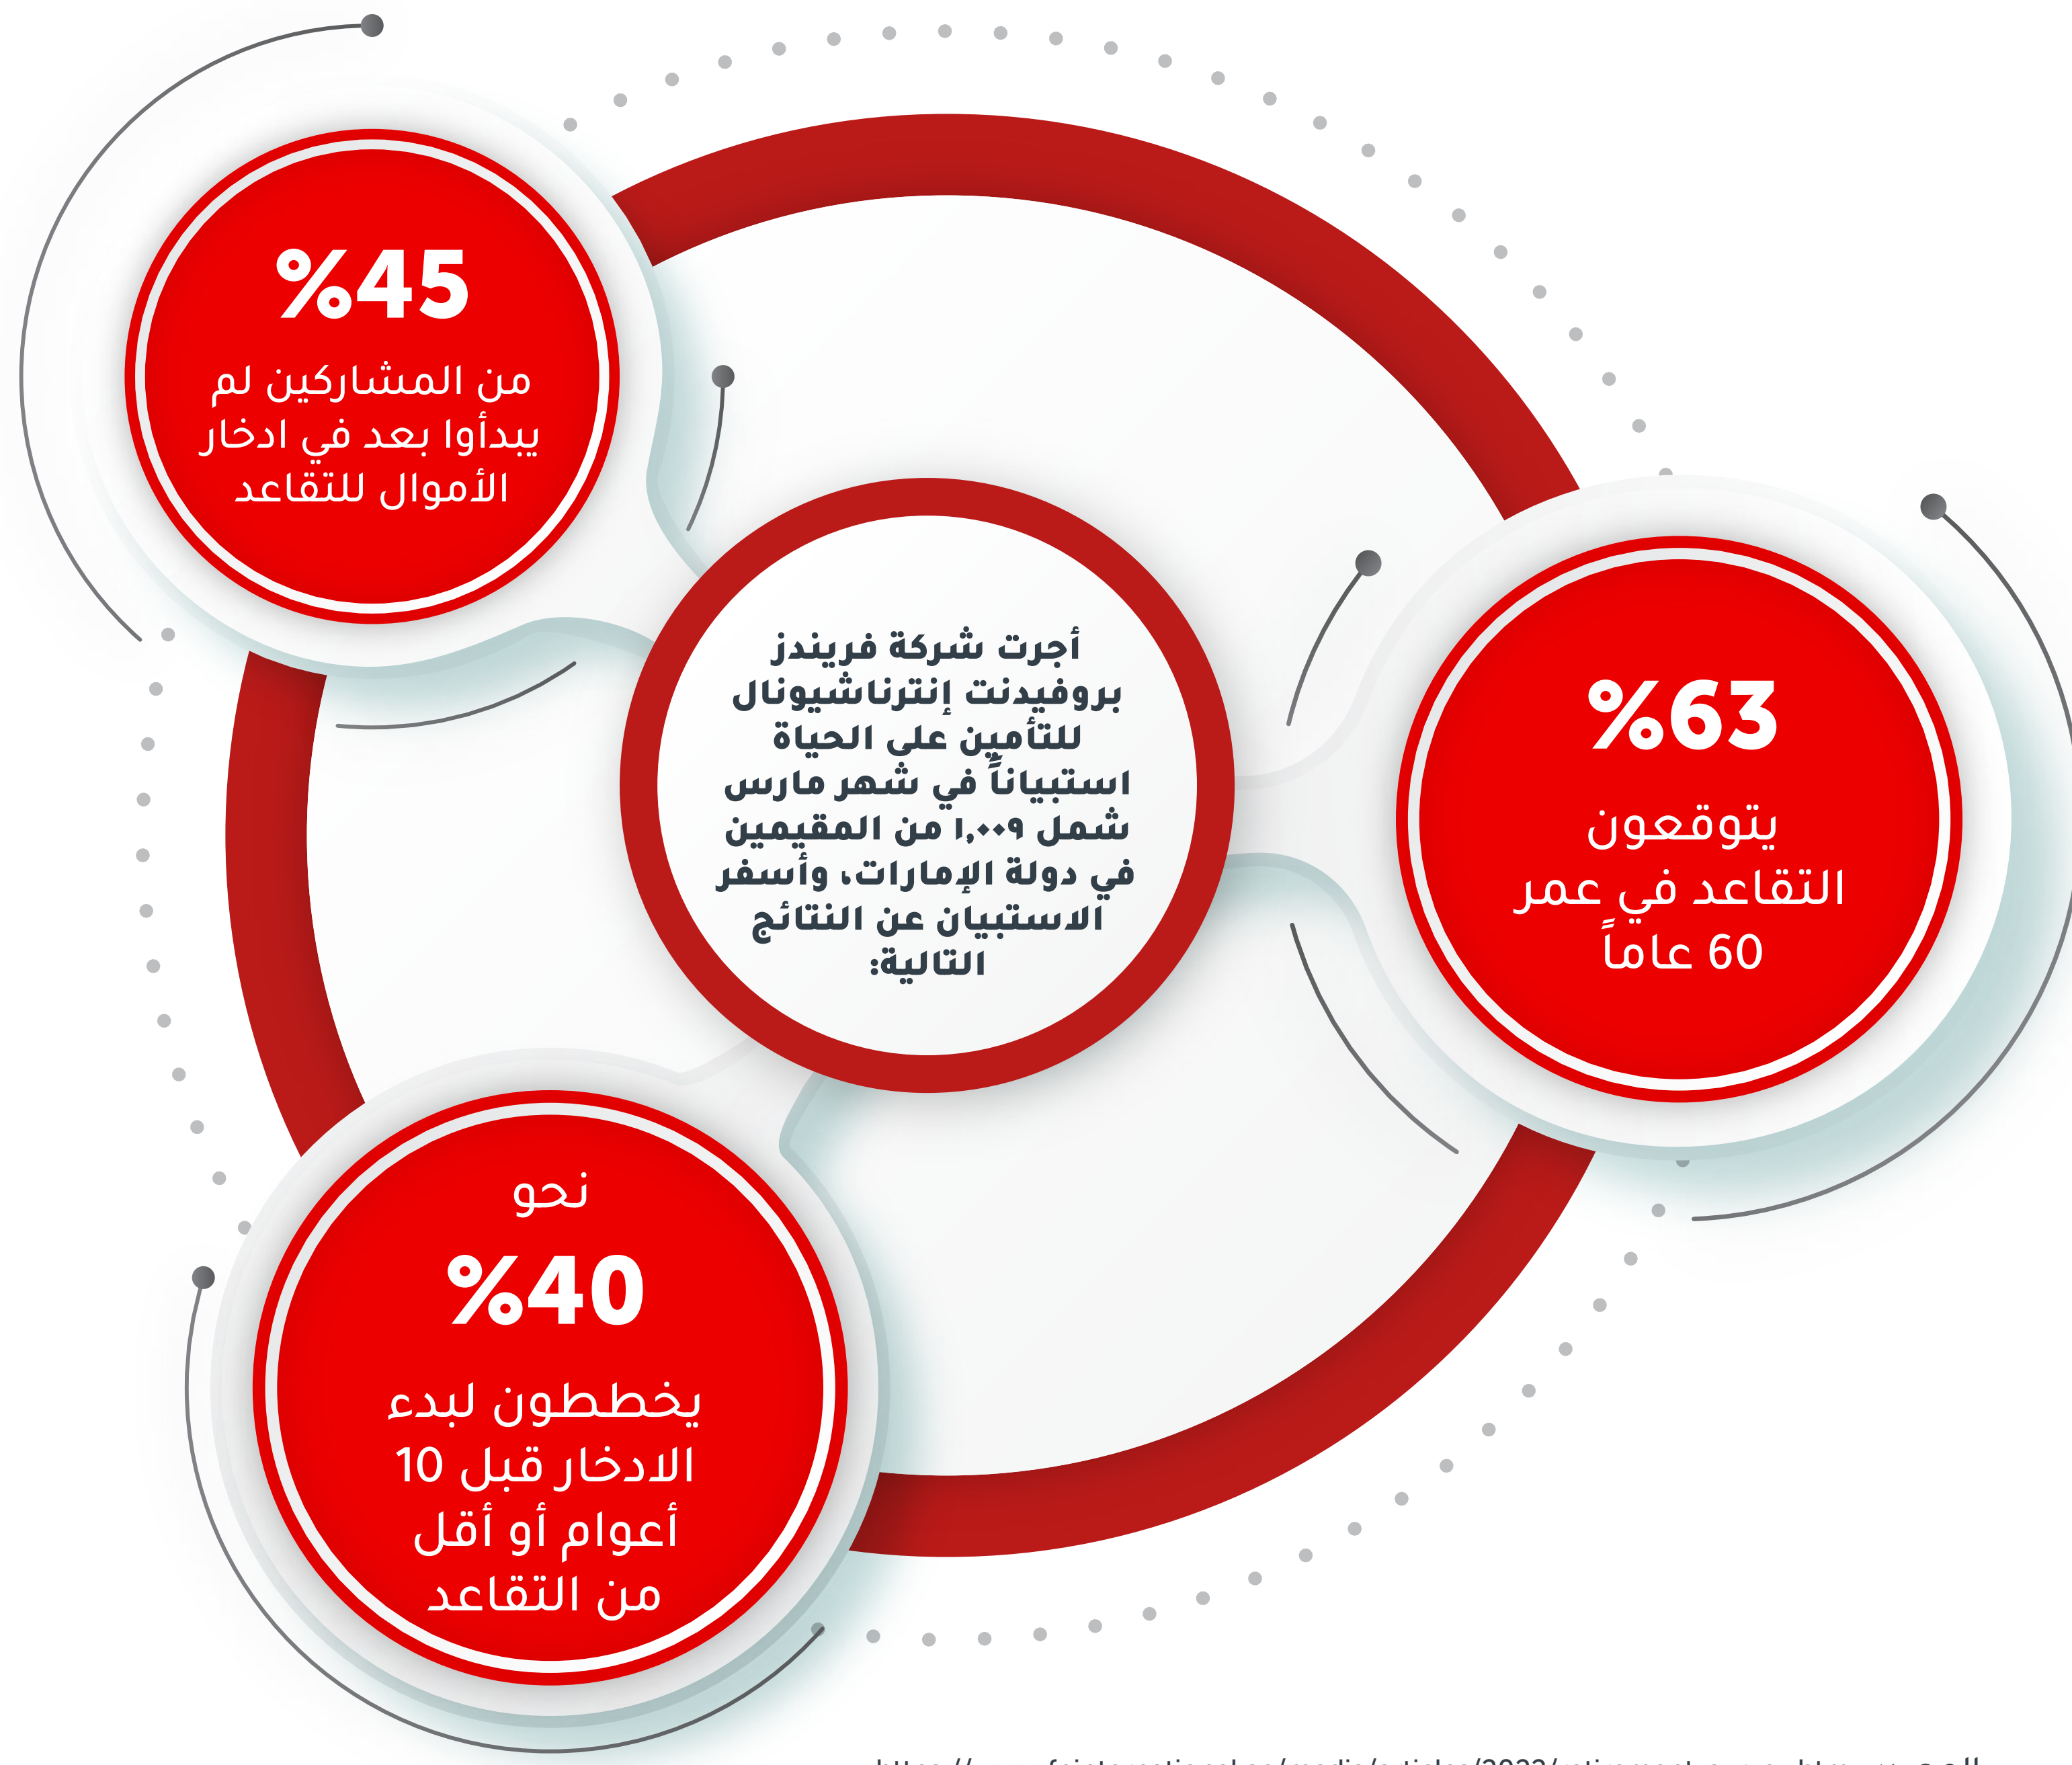 %45
من المشاركين لم
يبدأوا بعد في ادخار
الأموال للتقاعد
أجرت شركة فريندز
بروفيدنت إنترناشيونال
للتأمين على الحياة
استبياناً في شهر مارس
شمل ١,٠٠٩ من المقيمين
في دولة الإمارات، وأسفر
الاستبيان عن النتائج
التالية:
%63
يتوقعون
التقاعد في عمر
60 عاماً
نحو
%40
يخططون لبدء
الادخار قبل 10
أعوام أو أقل
من التقاعد